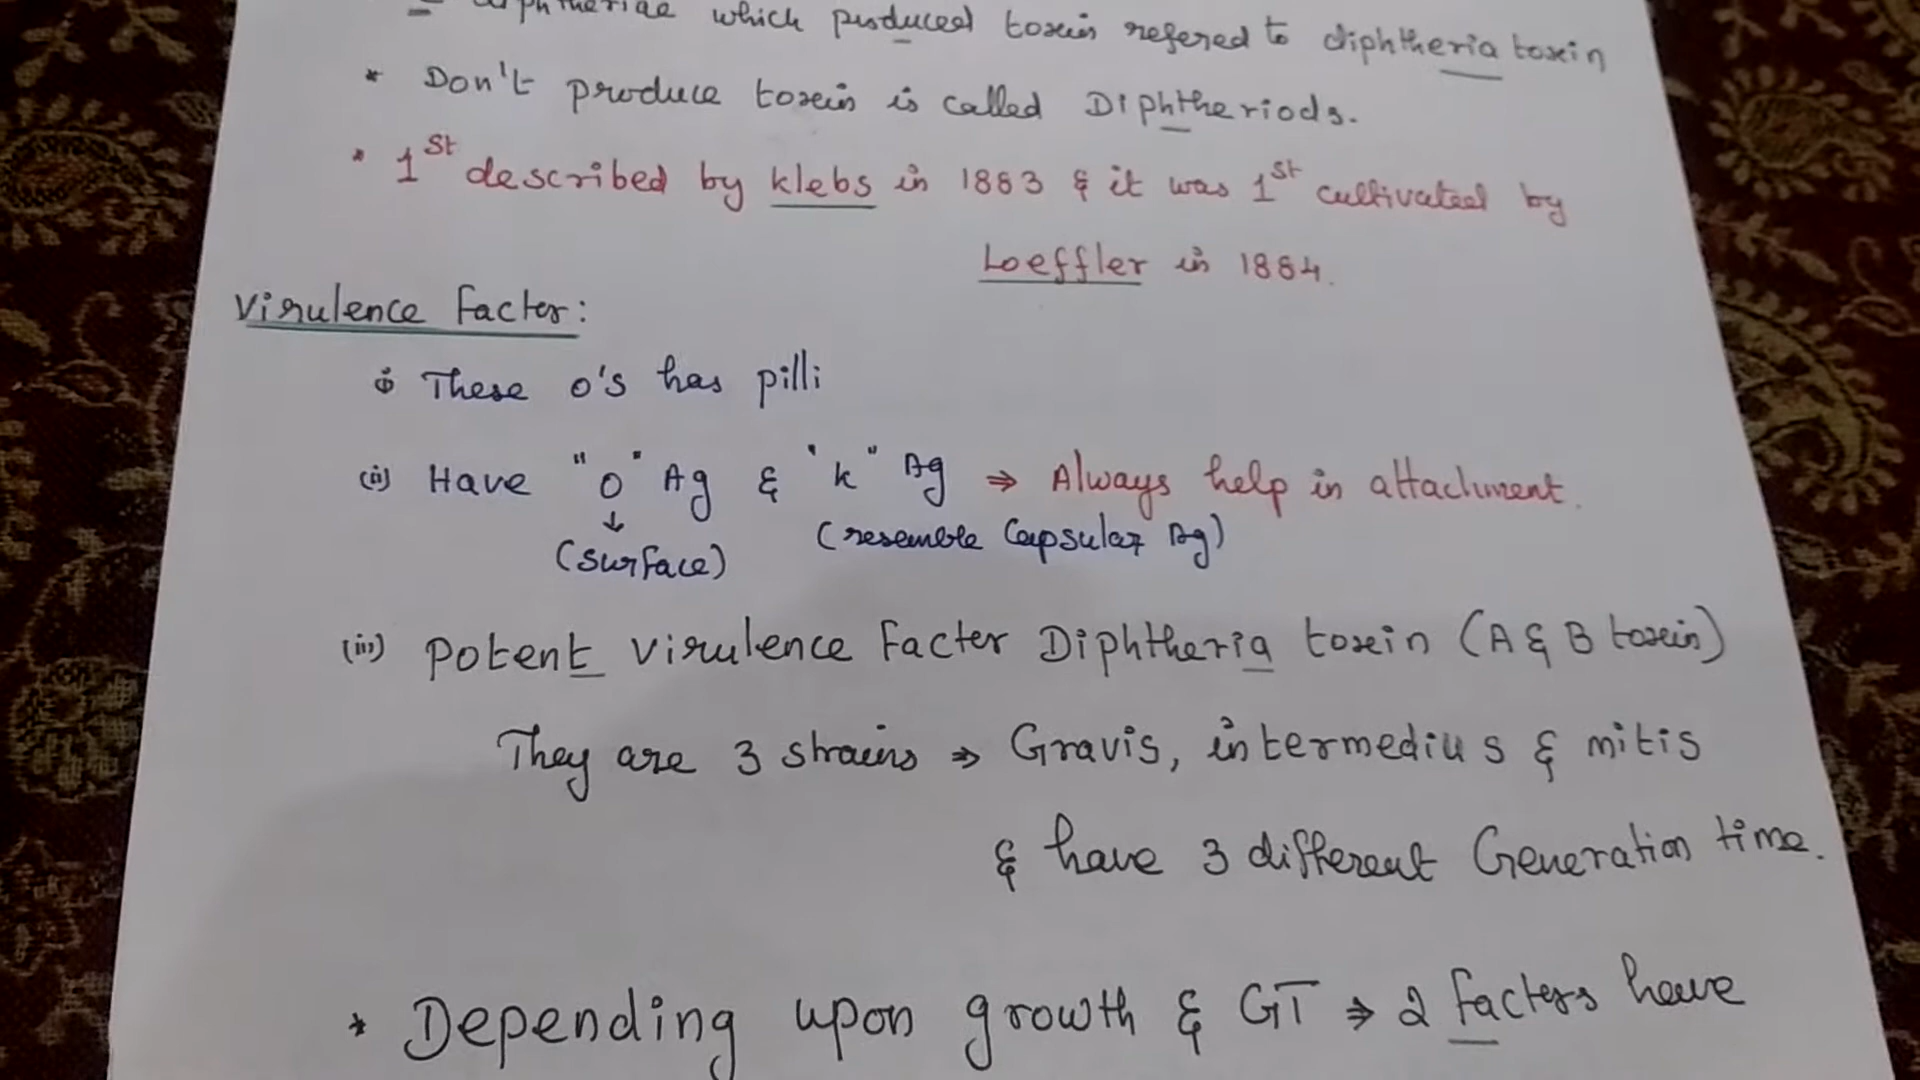 diphtheriae which produced toxin refered to diphtheria toxin
* Don't produce toxin is called Diphtheriods.
* 1st described by klebs in 1883 & it was 1st cultivated by
Loeffler in 1884.
Virulence Factor:
(i) These o's has pilli
(ii) Have "O" Ag & "k" Ag ⇒ Always help in attachment.
↓
(surface) (resemble Capsular Ag)
(iii) Potent virulence Facter Diphtheria toxin (A & B toxin)
They are 3 strains ⇒ Gravis, intermedius & mitis
& have 3 different Generation time.
* Depending upon growth & GT ⇒ 2 facters have